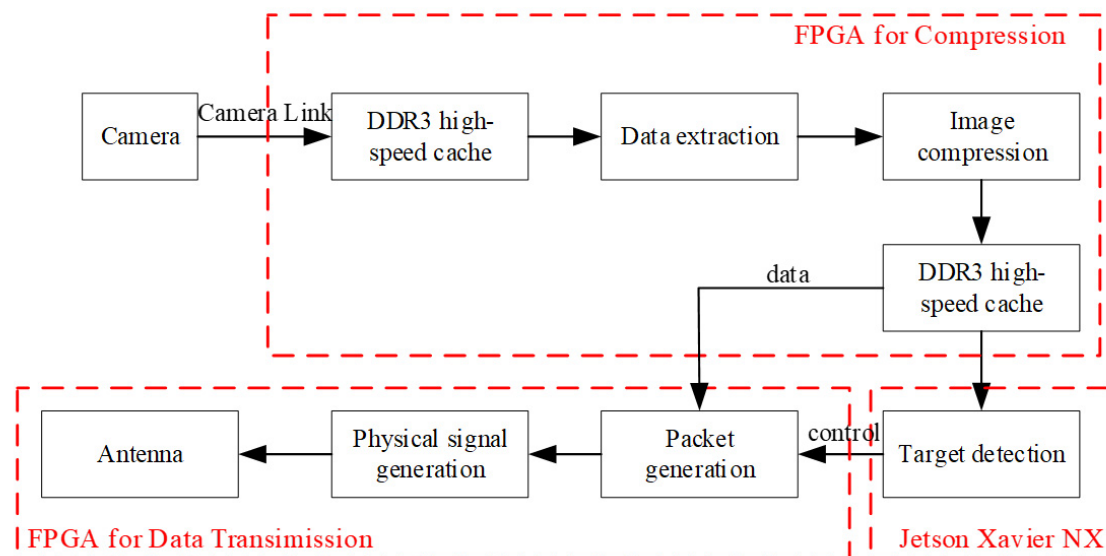 FPGA for Compression
Camera Link
Camera
DDR3 high-
speed cache
Data extraction
Image
compression
DDR3 high-
speed cache
data
Antenna
Physical signal
generation
Packet
generation
control
Target detection
FPGA for Data Transimission
Jetson Xavier NX